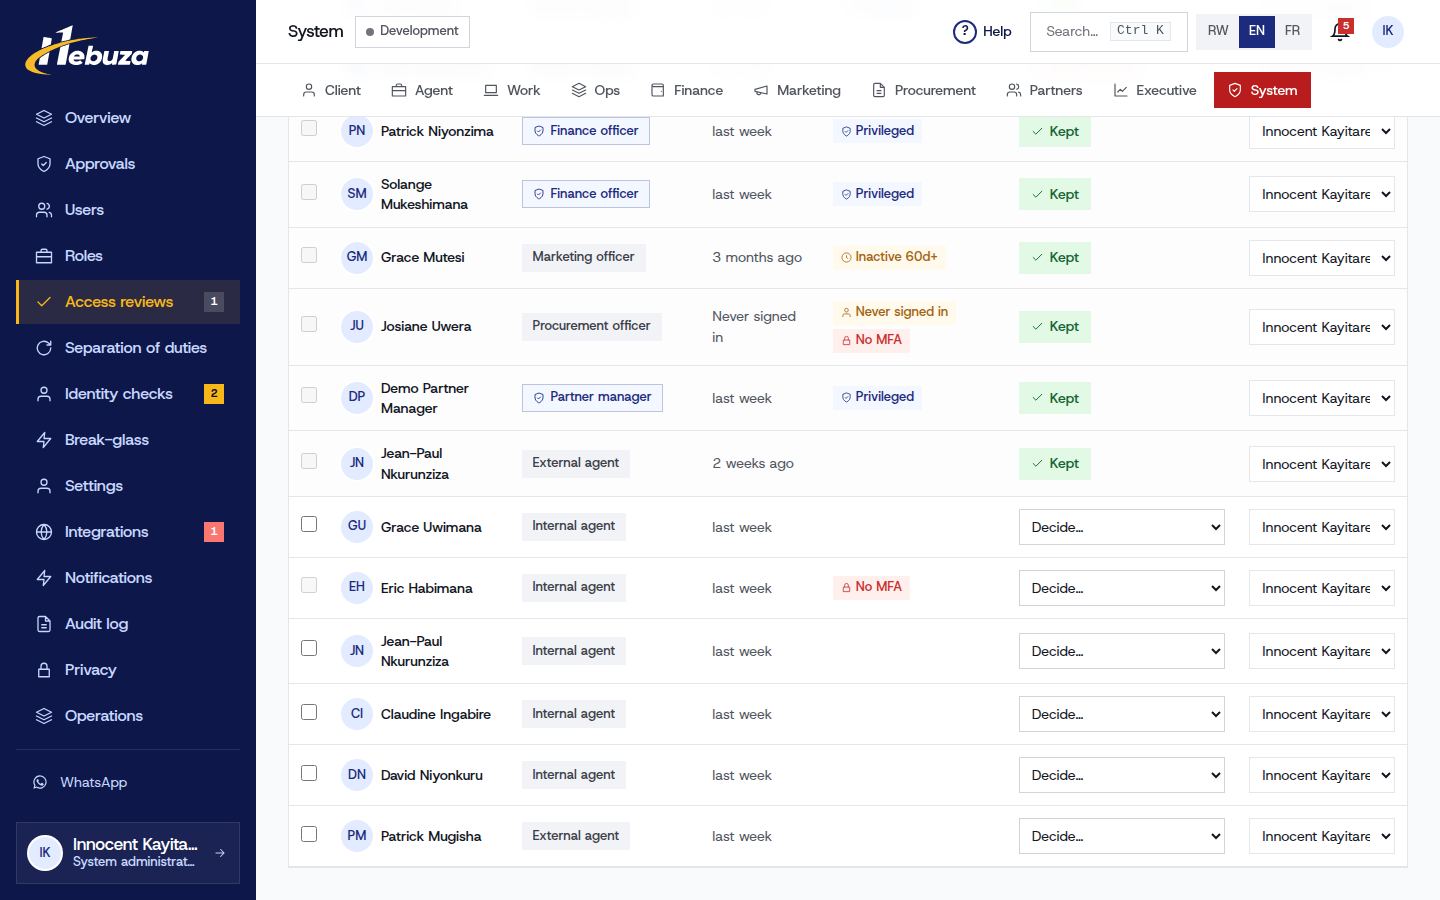 Hebuza
Overview
Approvals
Users
Roles
Access reviews 1
Separation of duties
Identity checks 2
Break-glass
Settings
Integrations 1
Notifications
Audit log
Privacy
Operations
WhatsApp
IK Innocent Kayita...
System administrat...
System Development
Help Search... Ctrl K RW EN FR 5 IK
Client Agent Work Ops Finance Marketing Procurement Partners Executive System
PN Patrick Niyonzima Finance officer last week Privileged Kept Innocent Kayitare
SM Solange
Mukeshimana Finance officer last week Privileged Kept Innocent Kayitare
GM Grace Mutesi Marketing officer 3 months ago Inactive 60d+ Kept Innocent Kayitare
JU Josiane Uwera Procurement officer Never signed
in Never signed in
No MFA Kept Innocent Kayitare
DP Demo Partner
Manager Partner manager last week Privileged Kept Innocent Kayitare
JN Jean-Paul
Nkurunziza External agent 2 weeks ago Kept Innocent Kayitare
GU Grace Uwimana Internal agent last week Decide... Innocent Kayitare
EH Eric Habimana Internal agent last week No MFA Decide... Innocent Kayitare
JN Jean-Paul
Nkurunziza Internal agent last week Decide... Innocent Kayitare
CI Claudine Ingabire Internal agent last week Decide... Innocent Kayitare
DN David Niyonkuru Internal agent last week Decide... Innocent Kayitare
PM Patrick Mugisha External agent last week Decide... Innocent Kayitare